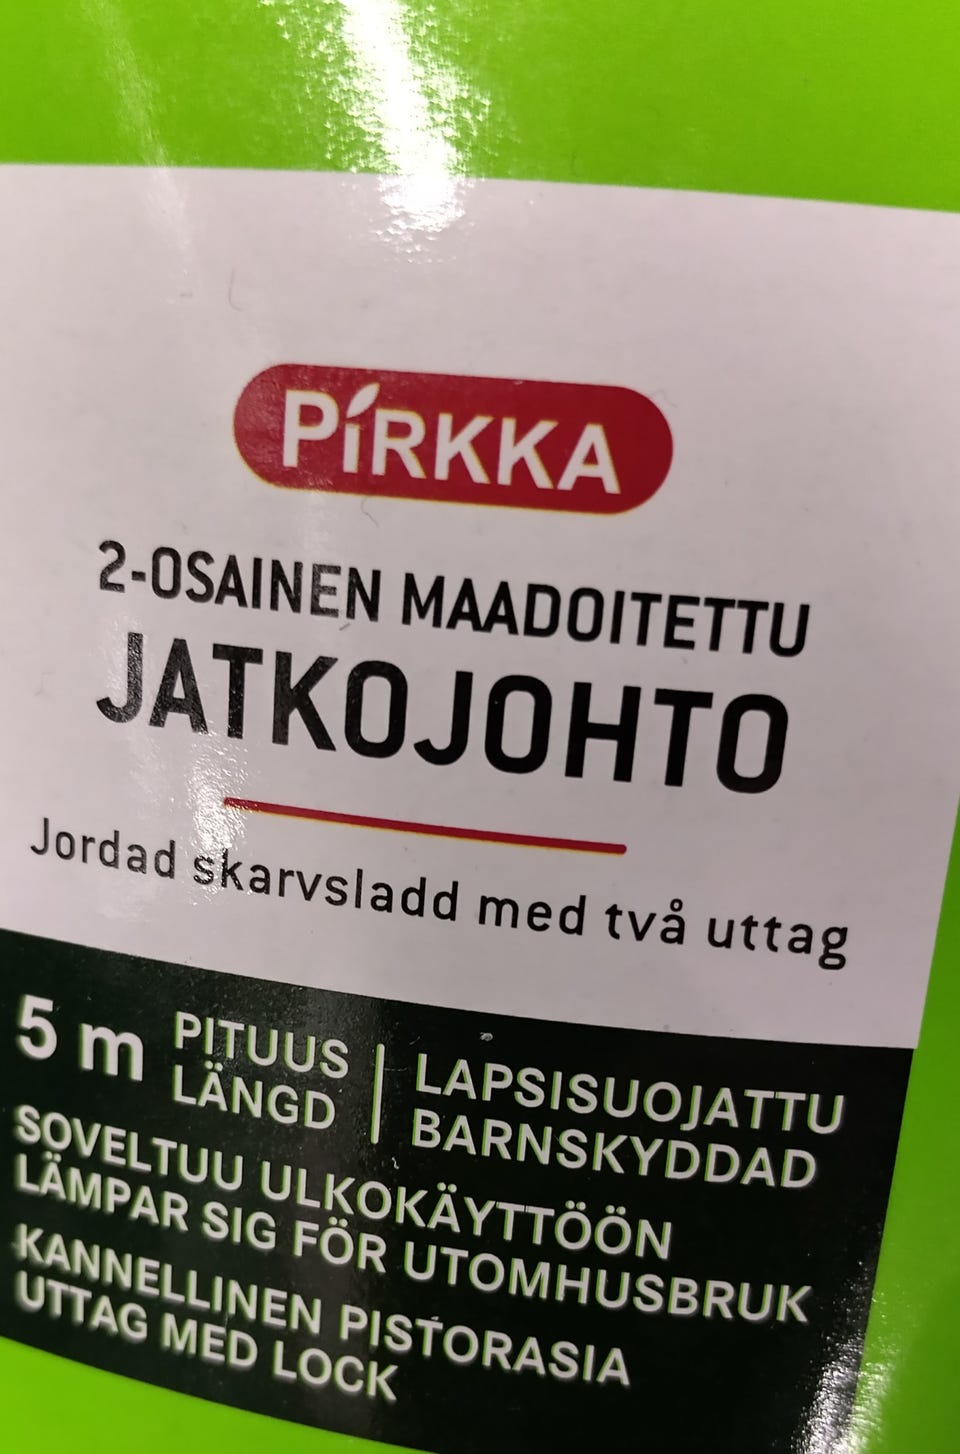 PIRKKA
2-OSAINEN MAADOITETTU
JATKOJOHTO
Jordad skarvsladd med två uttag
5 m PITUUS
LÄNGD
LAPSISUOJATTU
BARNSKYDDAD
SOVELTUU ULKOKÄYTTÖÖN
LÄMPAR SIG FÖR UTOMHUSBRUK
KANNELLINEN PISTORASIA
UTTAG MED LOCK